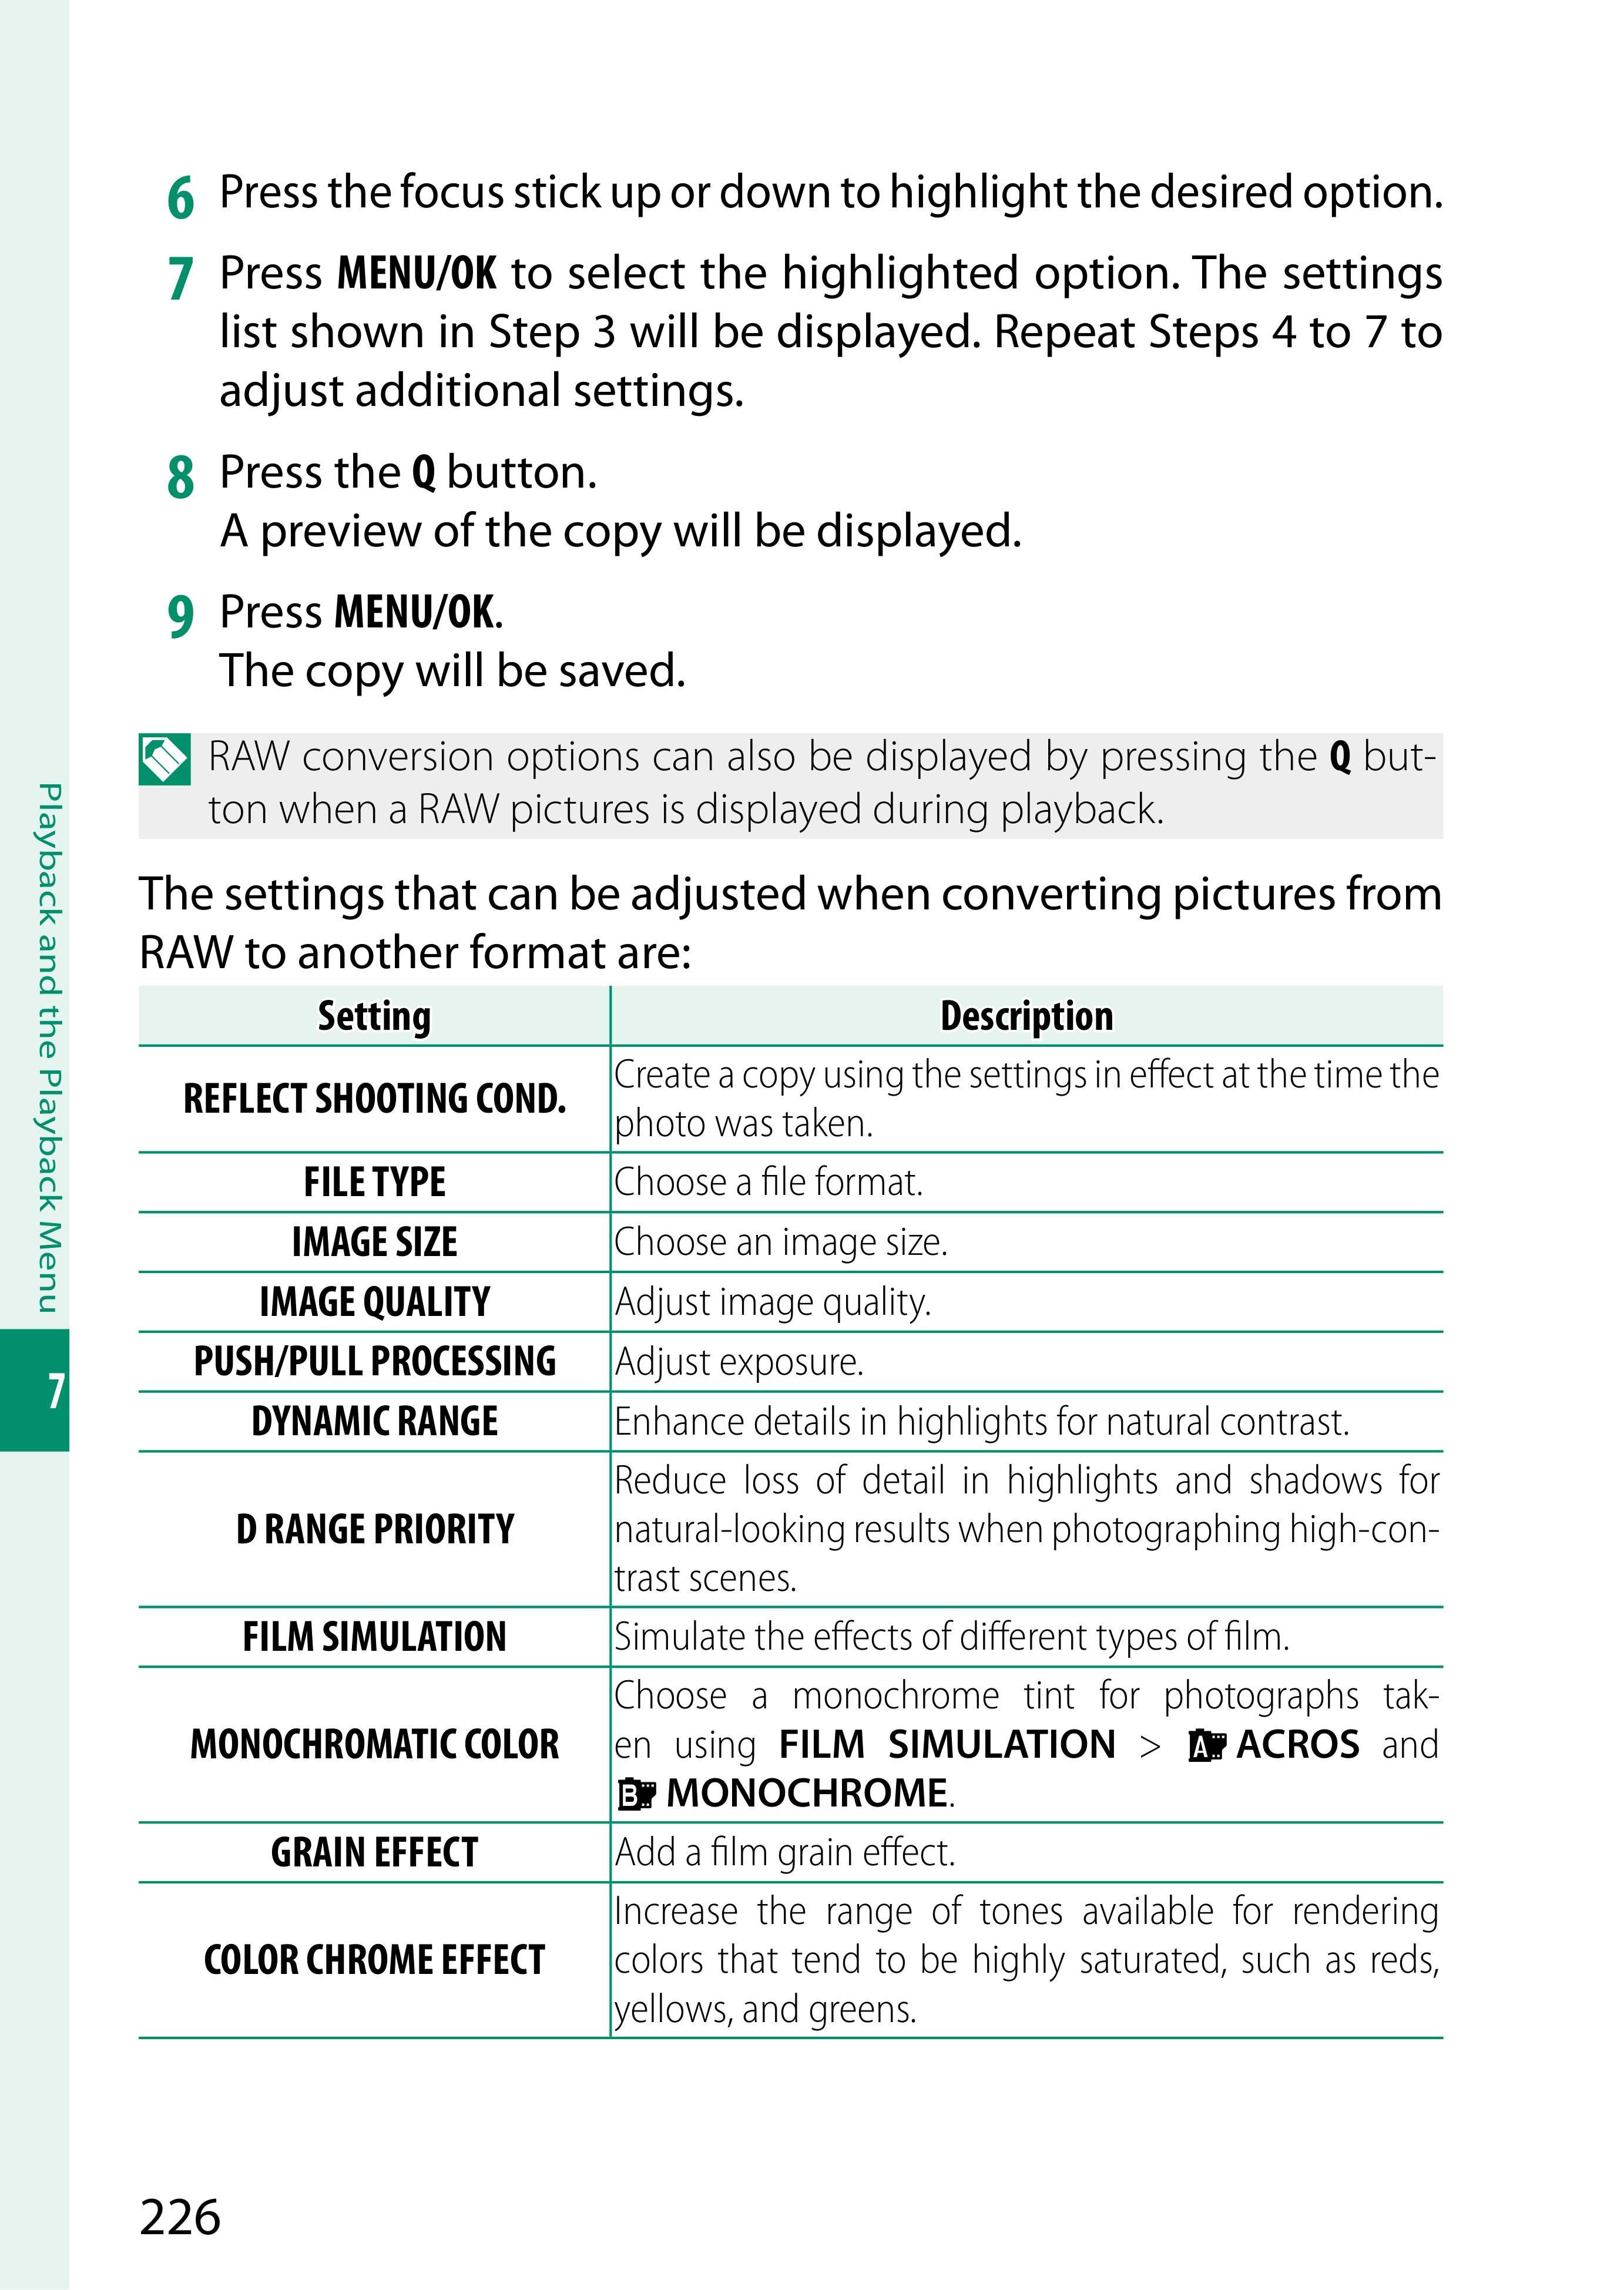 6 Press the focus stick up or down to highlight the desired option.
7 Press MENU/OK to select the highlighted option. The settings
list shown in Step 3 will be displayed. Repeat Steps 4 to 7 to
adjust additional settings.
8 Press the Q button.
A preview of the copy will be displayed.
9 Press MENU/OK.
The copy will be saved.
RAW conversion options can also be displayed by pressing the Q but-
ton when a RAW pictures is displayed during playback.
The settings that can be adjusted when converting pictures from
RAW to another format are:
Setting Description
REFLECT SHOOTING COND. Create a copy using the settings in effect at the time the
photo was taken.
FILE TYPE Choose a file format.
IMAGE SIZE Choose an image size.
IMAGE QUALITY Adjust image quality.
PUSH/PULL PROCESSING Adjust exposure.
DYNAMIC RANGE Enhance details in highlights for natural contrast.
D RANGE PRIORITY Reduce loss of detail in highlights and shadows for
natural-looking results when photographing high-con-
trast scenes.
FILM SIMULATION Simulate the effects of different types of film.
MONOCHROMATIC COLOR Choose a monochrome tint for photographs tak-
en using FILM SIMULATION > A ACROS and
B MONOCHROME.
GRAIN EFFECT Add a film grain effect.
COLOR CHROME EFFECT Increase the range of tones available for rendering
colors that tend to be highly saturated, such as reds,
yellows, and greens.
Playback and the Playback Menu
7
226